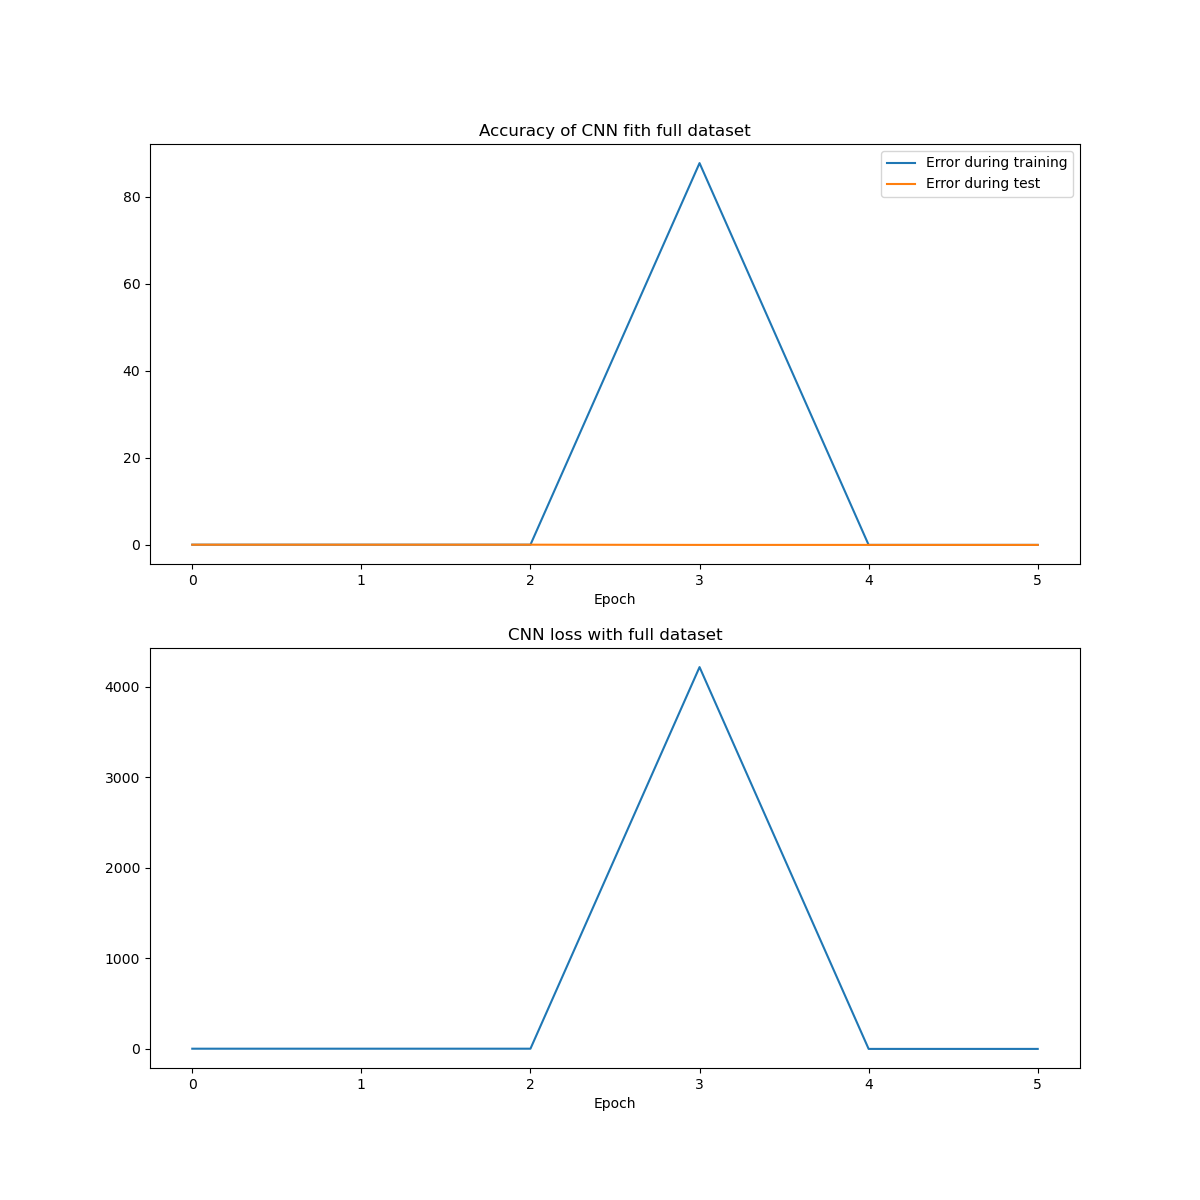 Accuracy of CNN fith full dataset
Error during training
Error during test
80
60
40
20
0
0 1 2 3 4 5
Epoch
CNN loss with full dataset
4000
3000
2000
1000
0
0 1 2 3 4 5
Epoch